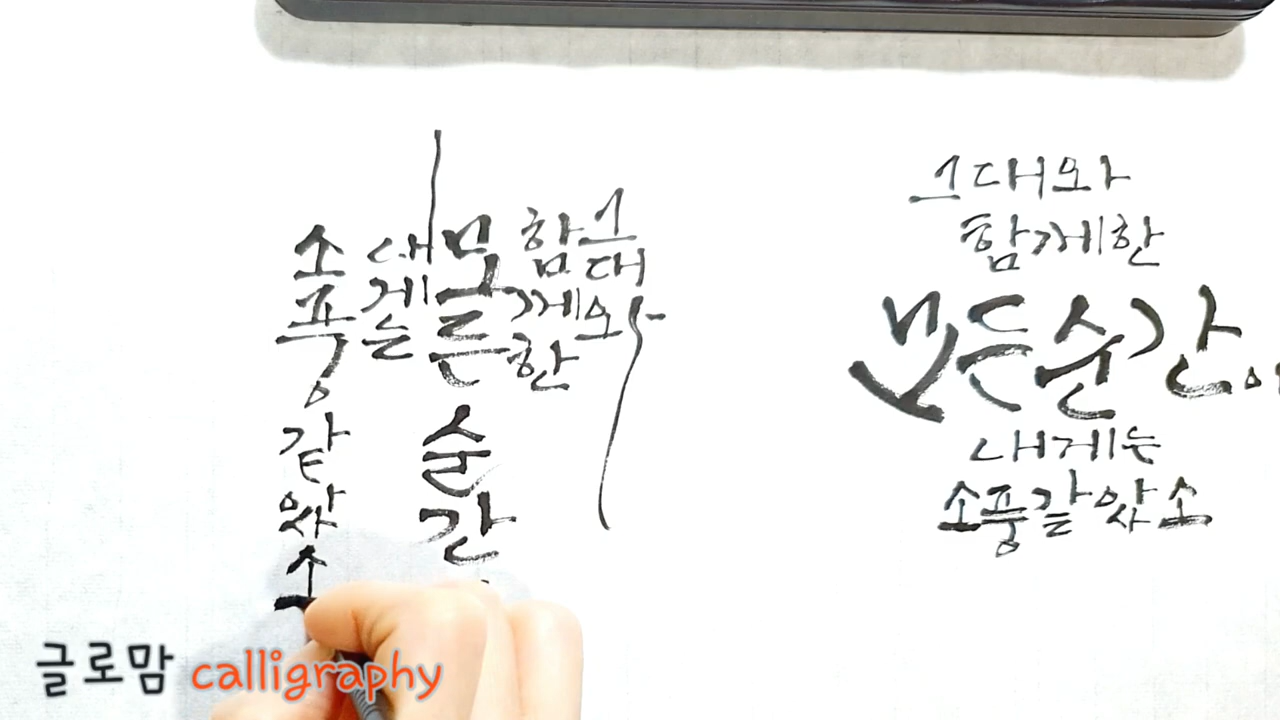 그대와
함께한
모든 순간
내게는
소풍 같았소
그대와
함께한
모든순간이
내게는
소풍같았소
글로맘 calligraphy